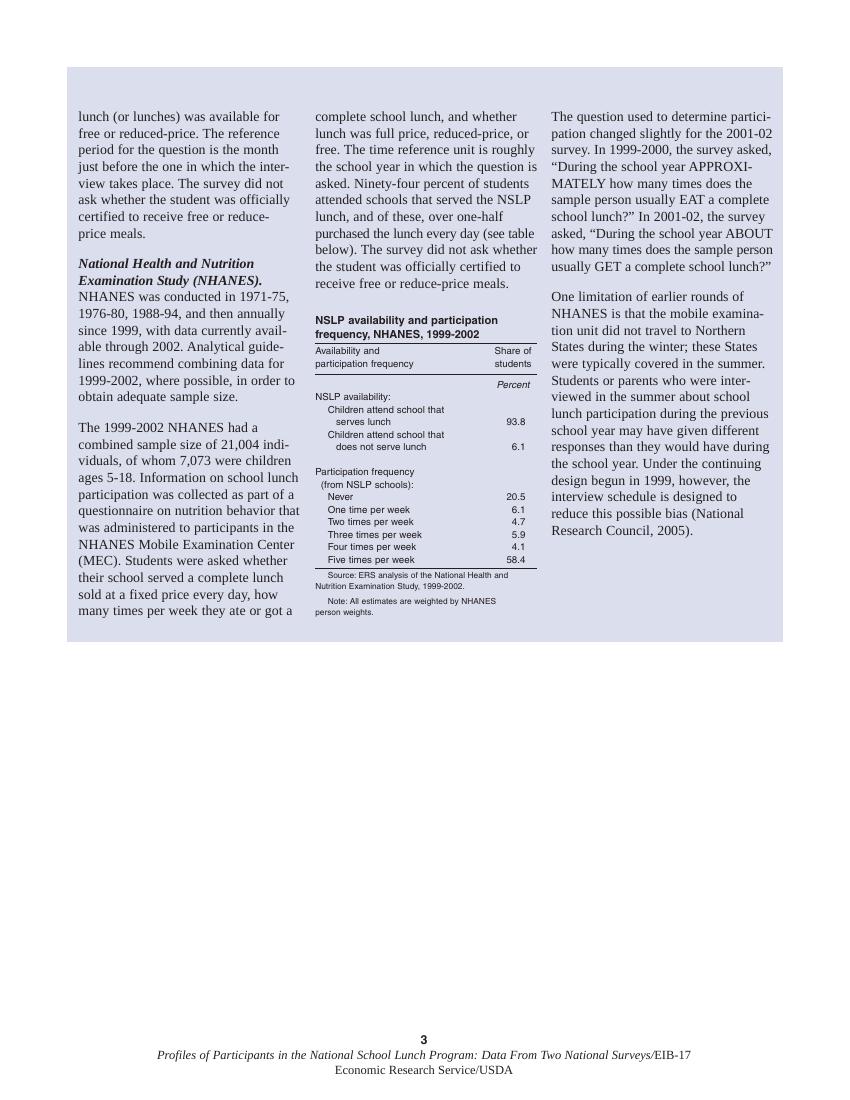 lunch (or lunches) was available for
free or reduced-price. The reference
period for the question is the month
just before the one in which the inter-
view takes place. The survey did not
ask whether the student was officially
certified to receive free or reduce-
price meals.
National Health and Nutrition
Examination Study (NHANES).
NHANES was conducted in 1971-75,
1976-80, 1988-94, and then annually
since 1999, with data currently avail-
able through 2002. Analytical guide-
lines recommend combining data for
1999-2002, where possible, in order to
obtain adequate sample size.
The 1999-2002 NHANES had a
combined sample size of 21,004 indi-
viduals, of whom 7,073 were children
ages 5-18. Information on school lunch
participation was collected as part of a
questionnaire on nutrition behavior that
was administered to participants in the
NHANES Mobile Examination Center
(MEC). Students were asked whether
their school served a complete lunch
sold at a fixed price every day, how
many times per week they ate or got a
complete school lunch, and whether
lunch was full price, reduced-price, or
free. The time reference unit is roughly
the school year in which the question is
asked. Ninety-four percent of students
attended schools that served the NSLP
lunch, and of these, over one-half
purchased the lunch every day (see table
below). The survey did not ask whether
the student was officially certified to
receive free or reduce-price meals.
NSLP availability and participation
frequency, NHANES, 1999-2002
Availability and Share of
participation frequency students
Percent
NSLP availability:
Children attend school that
serves lunch 93.8
Children attend school that
does not serve lunch 6.1
Participation frequency
(from NSLP schools):
Never 20.5
One time per week 6.1
Two times per week 4.7
Three times per week 5.9
Four times per week 4.1
Five times per week 58.4
Source: ERS analysis of the National Health and
Nutrition Examination Study, 1999-2002.
Note: All estimates are weighted by NHANES
person weights.
The question used to determine partici-
pation changed slightly for the 2001-02
survey. In 1999-2000, the survey asked,
“During the school year APPROXI-
MATELY how many times does the
sample person usually EAT a complete
school lunch?” In 2001-02, the survey
asked, “During the school year ABOUT
how many times does the sample person
usually GET a complete school lunch?”
One limitation of earlier rounds of
NHANES is that the mobile examina-
tion unit did not travel to Northern
States during the winter; these States
were typically covered in the summer.
Students or parents who were inter-
viewed in the summer about school
lunch participation during the previous
school year may have given different
responses than they would have during
the school year. Under the continuing
design begun in 1999, however, the
interview schedule is designed to
reduce this possible bias (National
Research Council, 2005).
3
Profiles of Participants in the National School Lunch Program: Data From Two National Surveys/EIB-17
Economic Research Service/USDA